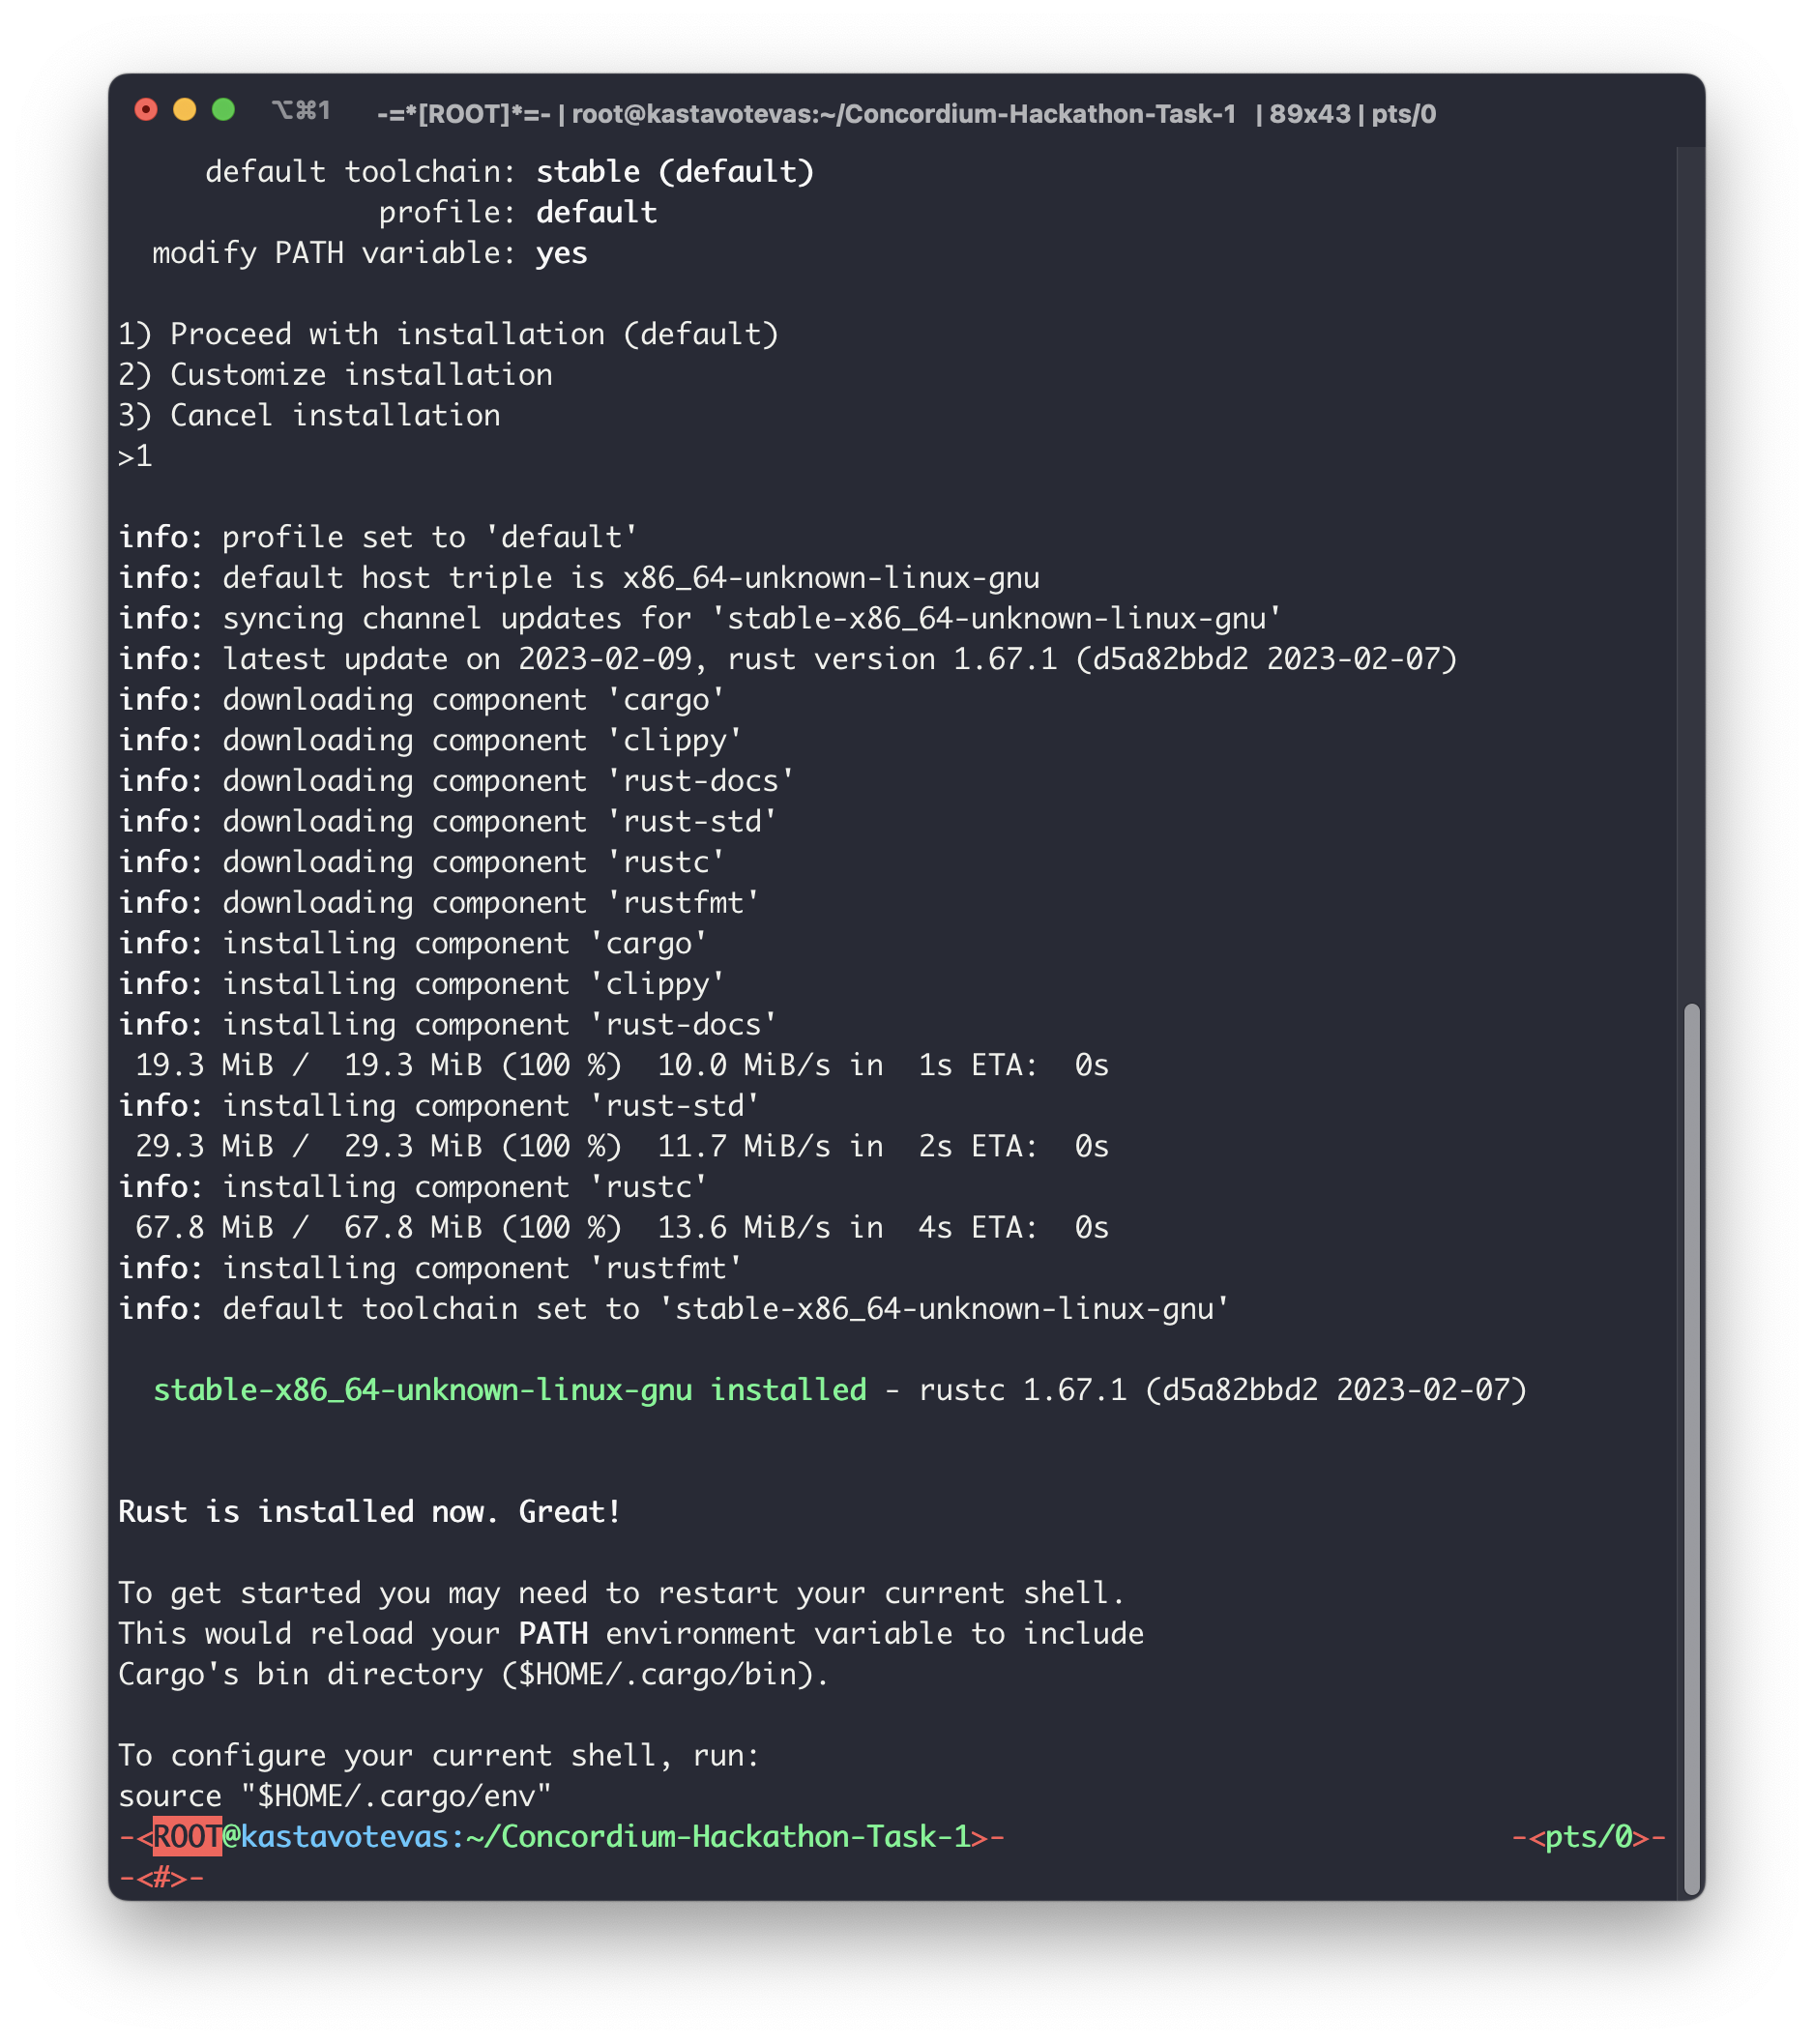 ⌥⌘1 -=*[ROOT]*=- | root@kastavotevas:~/Concordium-Hackathon-Task-1 | 89x43 | pts/0
default toolchain: stable (default)
profile: default
modify PATH variable: yes
1) Proceed with installation (default)
2) Customize installation
3) Cancel installation
>1
info: profile set to 'default'
info: default host triple is x86_64-unknown-linux-gnu
info: syncing channel updates for 'stable-x86_64-unknown-linux-gnu'
info: latest update on 2023-02-09, rust version 1.67.1 (d5a82bbd2 2023-02-07)
info: downloading component 'cargo'
info: downloading component 'clippy'
info: downloading component 'rust-docs'
info: downloading component 'rust-std'
info: downloading component 'rustc'
info: downloading component 'rustfmt'
info: installing component 'cargo'
info: installing component 'clippy'
info: installing component 'rust-docs'
19.3 MiB /  19.3 MiB (100 %)  10.0 MiB/s in  1s ETA:  0s
info: installing component 'rust-std'
29.3 MiB /  29.3 MiB (100 %)  11.7 MiB/s in  2s ETA:  0s
info: installing component 'rustc'
67.8 MiB /  67.8 MiB (100 %)  13.6 MiB/s in  4s ETA:  0s
info: installing component 'rustfmt'
info: default toolchain set to 'stable-x86_64-unknown-linux-gnu'
stable-x86_64-unknown-linux-gnu installed - rustc 1.67.1 (d5a82bbd2 2023-02-07)
Rust is installed now. Great!
To get started you may need to restart your current shell.
This would reload your PATH environment variable to include
Cargo's bin directory ($HOME/.cargo/bin).
To configure your current shell, run:
source "$HOME/.cargo/env"
-<ROOT@kastavotevas:~/Concordium-Hackathon-Task-1>- -<pts/0>-
-<#>-